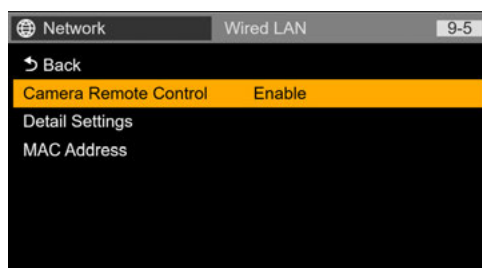 Network Wired LAN 9-5
Back
Camera Remote Control Enable
Detail Settings
MAC Address